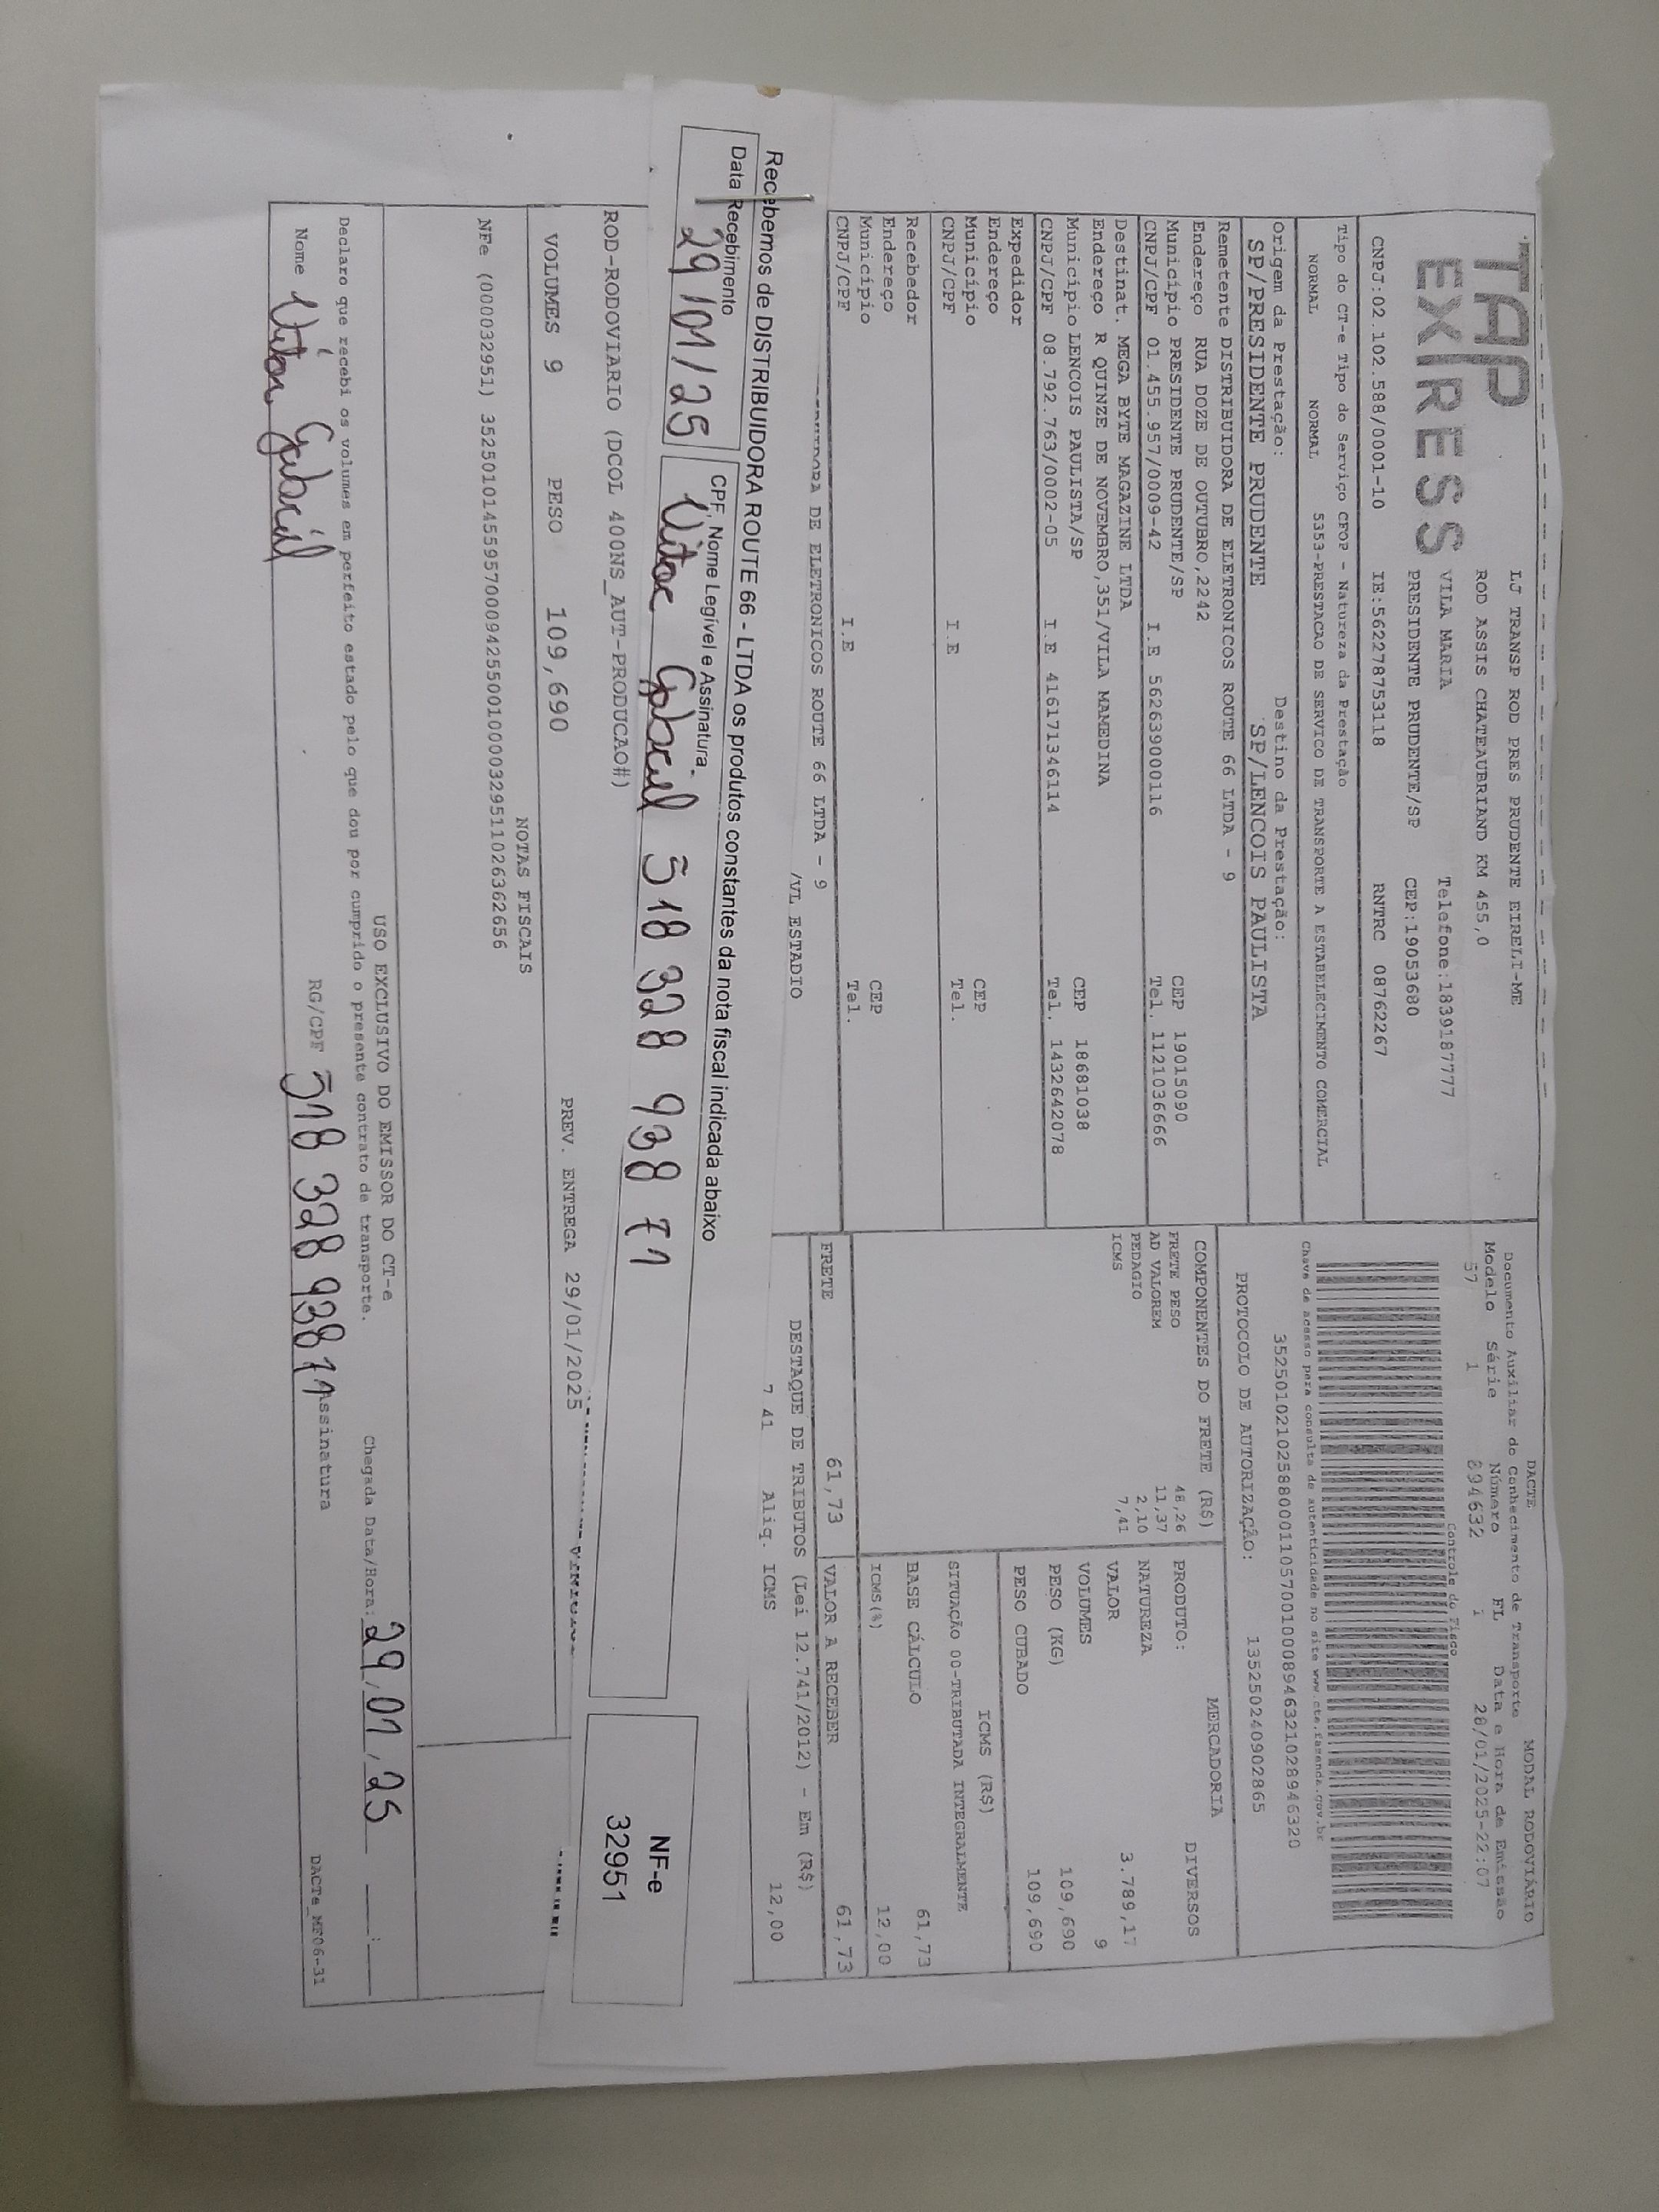 TAP
EXPRESS
LJ TRANSP ROD PRES PRUDENTE EIRELI-ME
ROD ASSIS CHATEAUBRIAND KM 455,0
VILA MARIA Telefone:1839187777
PRESIDENTE PRUDENTE/SP CEP:19053680
CNPJ:02.102.588/0001-10 IE:562278753118 RNTRC 08762267
DACTE MODAL RODOVIÁRIO
Documento Auxiliar do Conhecimento de Transporte
Modelo Série Número FL Data e Hora de Emissão
57 1 894632 1 28/01/2025-22:07
Controle do Fisco
Chave de acesso para consulta de autenticidade no site www.cte.fazenda.gov.br
35250102102588000110570010008946321028946320
PROTOCOLO DE AUTORIZAÇÃO: 135250240902865
Tipo do CT-e Tipo do Serviço CFOP - Natureza da Prestação
NORMAL NORMAL 5353-PRESTACAO DE SERVICO DE TRANSPORTE A ESTABELECIMENTO COMERCIAL
Origem da Prestação: Destino da Prestação:
SP/PRESIDENTE PRUDENTE SP/LENCOIS PAULISTA
Remetente DISTRIBUIDORA DE ELETRONICOS ROUTE 66 LTDA - 9
Endereço RUA DOZE DE OUTUBRO,2242
Município PRESIDENTE PRUDENTE/SP CEP 19015090
CNPJ/CPF 01.455.957/0009-42 I.E 562639000116 Tel. 1121036666
Destinat. MEGA BYTE MAGAZINE LTDA
Endereço R QUINZE DE NOVEMBRO,351/VILA MAMEDINA
Município LENCOIS PAULISTA/SP CEP 18681038
CNPJ/CPF 08.792.763/0002-05 I.E 416171346114 Tel. 1432642078
Expedidor
Endereço
Município CEP
CNPJ/CPF I.E Tel.
Recebedor
Endereço
Município CEP
CNPJ/CPF I.E Tel.
DE ELETRONICOS ROUTE 66 LTDA - 9
/VL ESTADIO
COMPONENTES DO FRETE (R$)
FRETE PESO 48,26
AD VALOREM 11,37
PEDAGIO 2,10
ICMS 7,41
MERCADORIA
PRODUTO: DIVERSOS
NATUREZA
VALOR 3.789,17
VOLUMES 9
PESO (KG) 109,690
PESO CUBADO 109,690
ICMS (R$)
SITUAÇÃO 00-TRIBUTADA INTEGRALMENTE
BASE CÁLCULO 61,73
ICMS(%) 12,00
FRETE 61,73 VALOR A RECEBER 61,73
DESTAQUE DE TRIBUTOS (Lei 12.741/2012) - Em (R$)
7 41 Aliq. ICMS 12,00
Recebemos de DISTRIBUIDORA ROUTE 66 - LTDA os produtos constantes da nota fiscal indicada abaixo
Data Recebimento CPF, Nome Legível e Assinatura.
29/01/25 Vitor Gabriel 518 328 938 71
NF-e
32951
ROD-RODOVIARIO (DCOL 400NS_AUT-PRODUCAO#)
VOLUMES 9 PESO 109,690 PREV. ENTREGA 29/01/2025
NOTAS FISCAIS
NFe (000032951) 35250101455957000942550010000329511026362656
USO EXCLUSIVO DO EMISSOR DO CT-e
Declaro que recebi os volumes em perfeito estado pelo que dou por cumprido o presente contrato de transporte. Chegada Data/Hora: 29/01/25 __:__
Nome Vitor Gabriel RG/CPF 518 328 938 71 Assinatura
DACTe_MF06-31